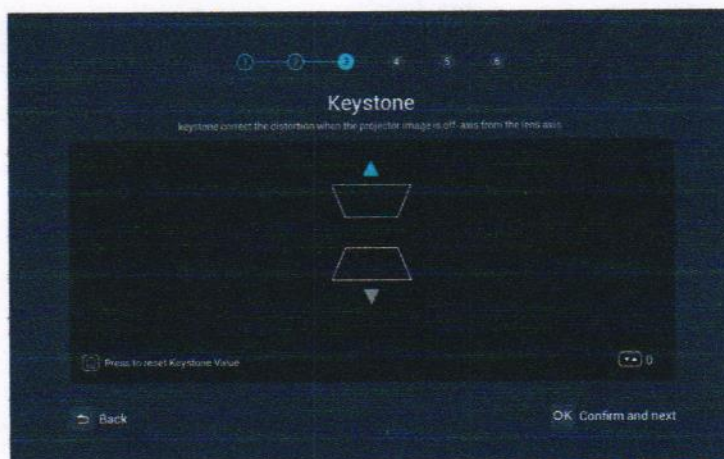 1 2 3 4 5 6
Keystone
keystone correct the distortion when the projector image is off-axis from the lens axis
Press to reset Keystone Value
0
Back
OK Confirm and next